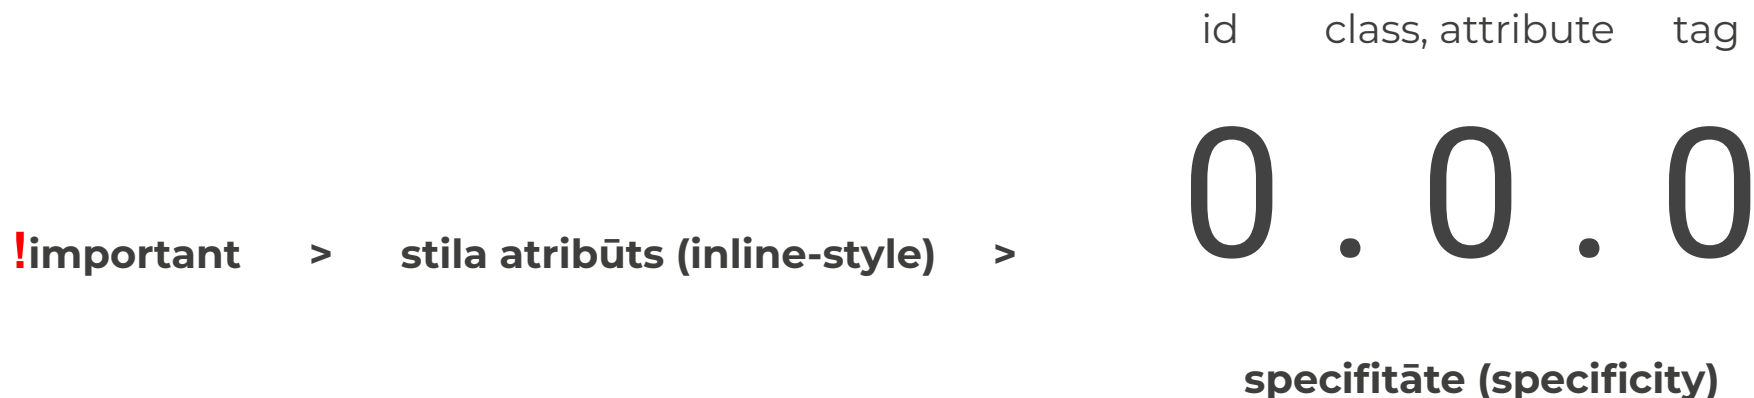 id class, attribute tag
0.0.0
!important > stila atribūts (inline-style) >
specifitāte (specificity)